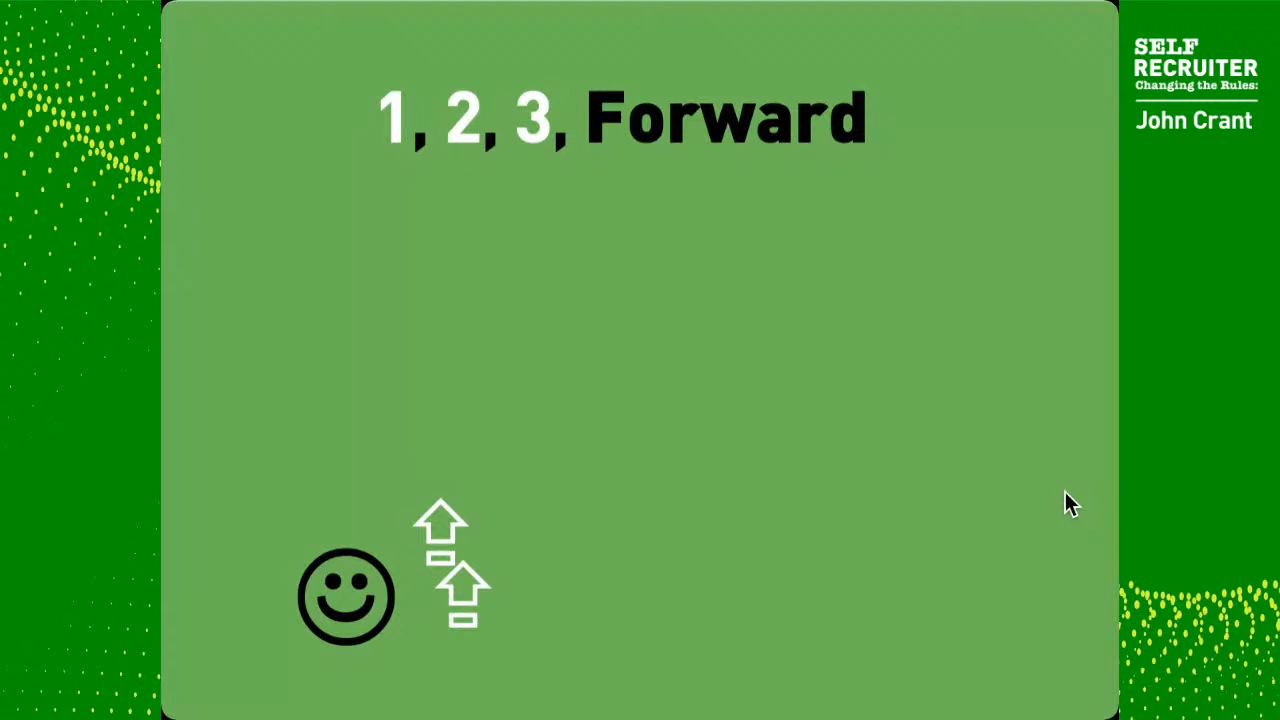 1, 2, 3, Forward
SELF
RECRUITER
Changing the Rules:
John Crant